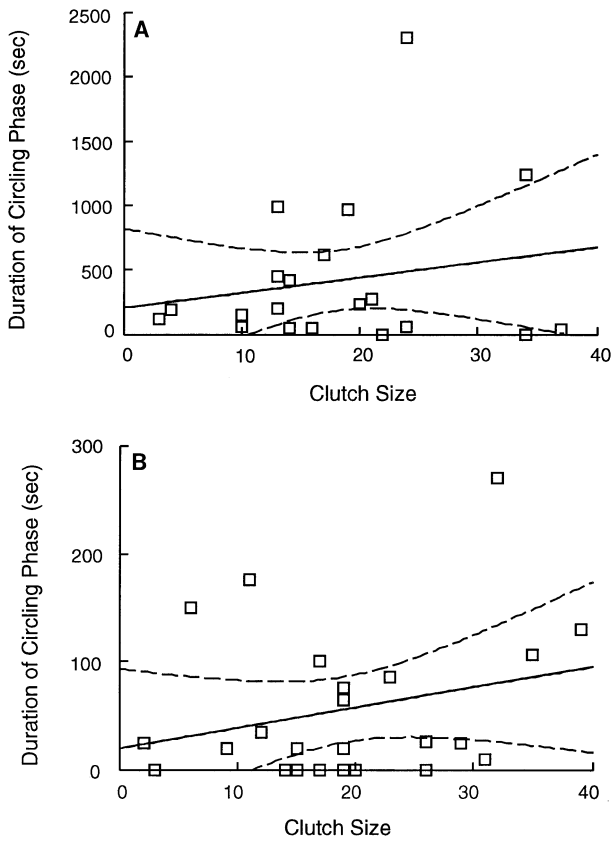 A
Duration of Circling Phase (sec)
2500
2000
1500
1000
500
0
0 10 20 30 40
Clutch Size
B
Duration of Circling Phase (sec)
300
200
100
0
0 10 20 30 40
Clutch Size